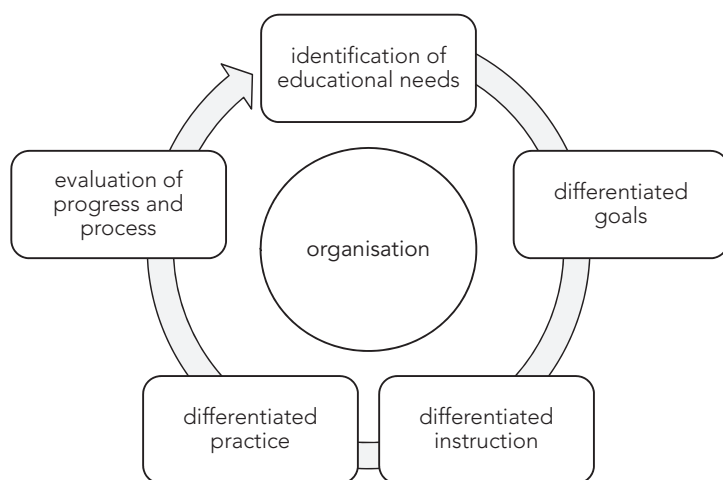 identification of
educational needs
differentiated
goals
differentiated
instruction
differentiated
practice
evaluation of
progress and
process
organisation